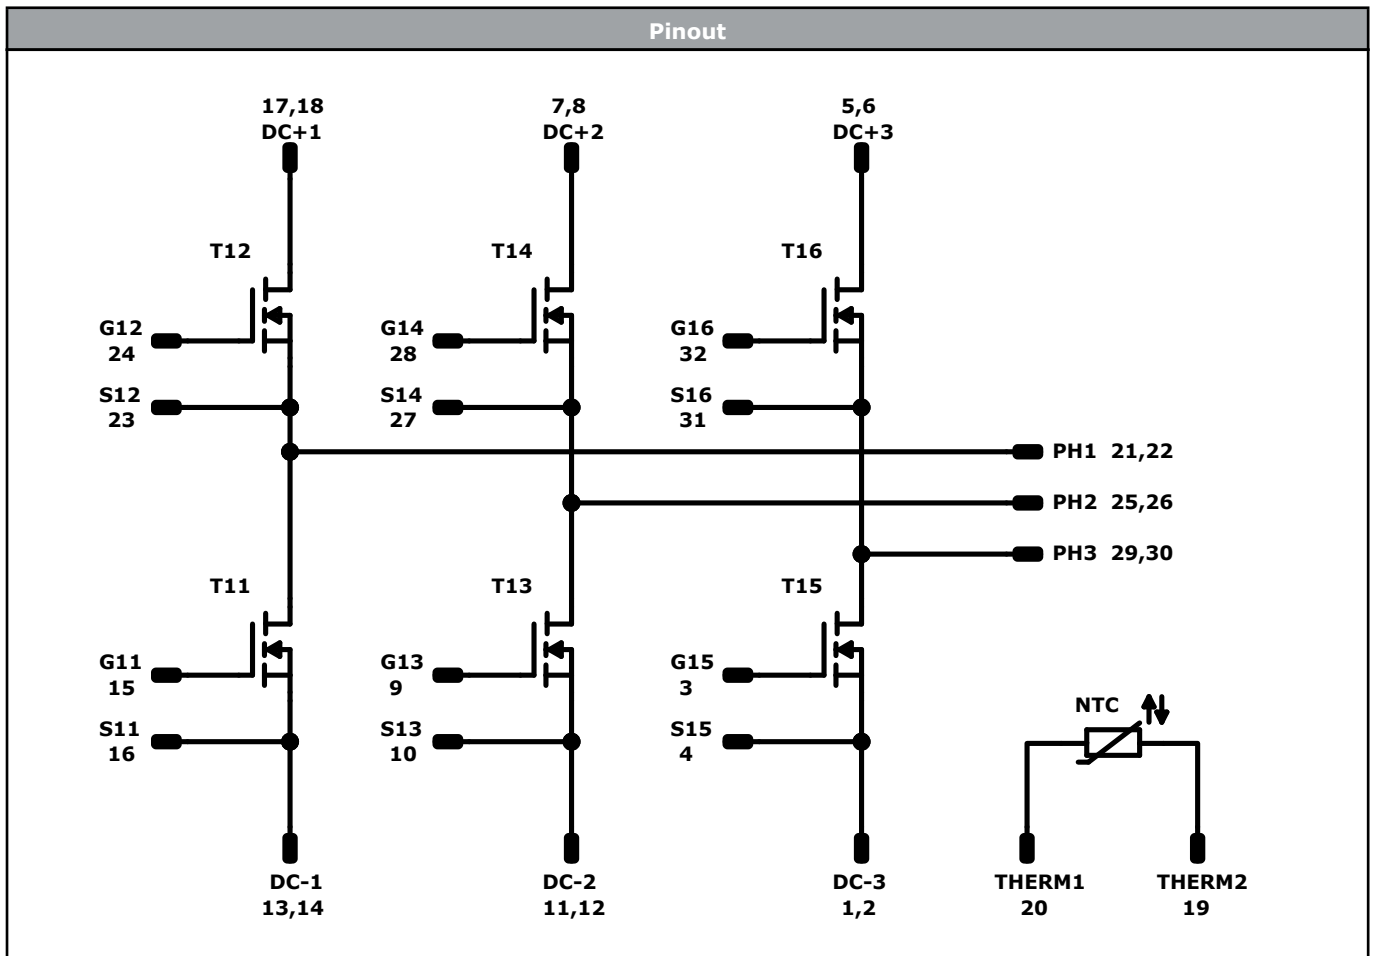 Pinout
17,18
DC+1
7,8
DC+2
5,6
DC+3
T12
T14
T16
G12
24
G14
28
G16
32
S12
23
S14
27
S16
31
PH1 21,22
PH2 25,26
PH3 29,30
T11
T13
T15
G11
15
G13
9
G15
3
S11
16
S13
10
S15
4
NTC
DC-1
13,14
DC-2
11,12
DC-3
1,2
THERM1
20
THERM2
19